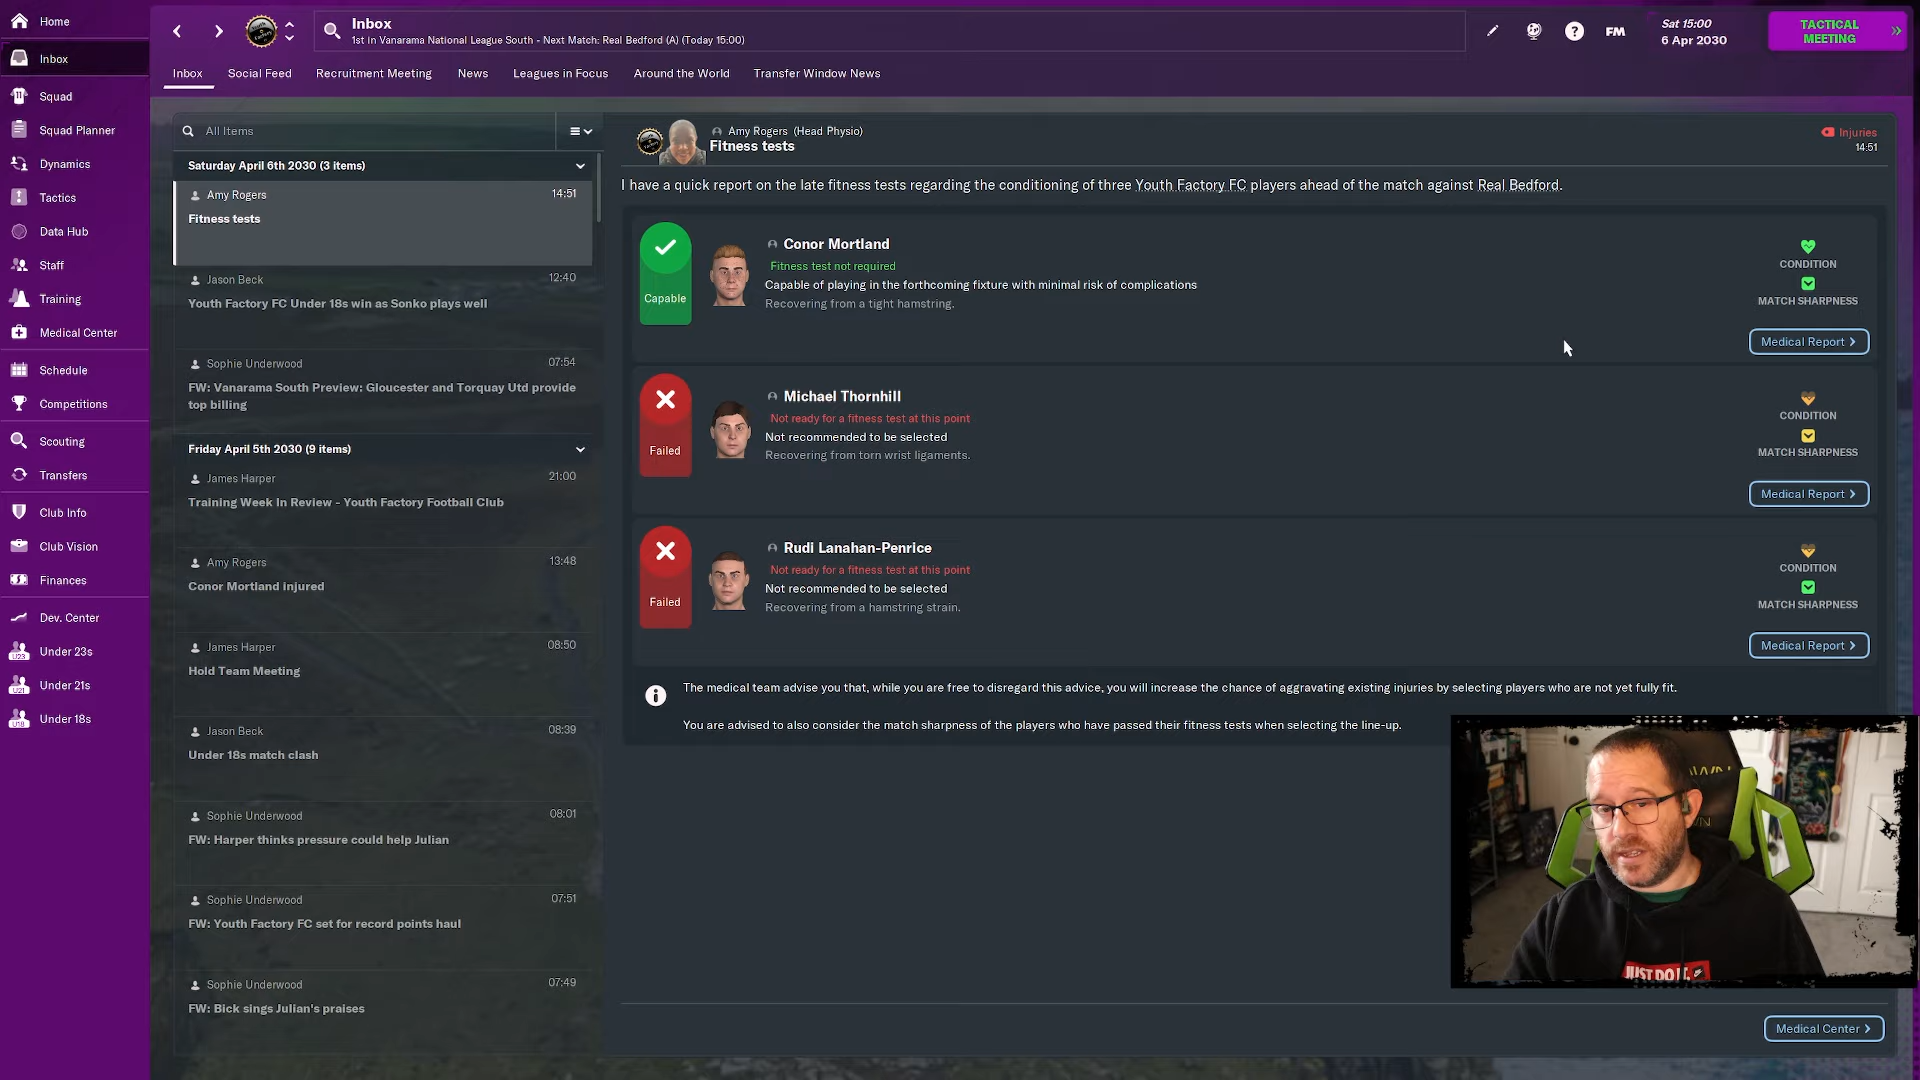 Home
Inbox
Squad
Squad Planner
Dynamics
Tactics
Data Hub
Staff
Training
Medical Center
Schedule
Competitions
Scouting
Transfers
Club Info
Club Vision
Finances
Dev. Center
Under 23s
Under 21s
Under 18s
Inbox
1st in Vanarama National League South - Next Match: Real Bedford (A) (Today 15:00)
FM
Sat 15:00
6 Apr 2030
TACTICAL
MEETING
Inbox Social Feed Recruitment Meeting News Leagues in Focus Around the World Transfer Window News
All Items
Saturday April 6th 2030 (3 items)
Amy Rogers 14:51
Fitness tests
Jason Beck 12:40
Youth Factory FC Under 18s win as Sonko plays well
Sophie Underwood 07:54
FW: Vanarama South Preview: Gloucester and Torquay Utd provide
top billing
Friday April 5th 2030 (9 items)
James Harper 21:00
Training Week In Review - Youth Factory Football Club
Amy Rogers 13:48
Conor Mortland injured
James Harper 08:50
Hold Team Meeting
Jason Beck 08:39
Under 18s match clash
Sophie Underwood 08:01
FW: Harper thinks pressure could help Julian
Sophie Underwood 07:51
FW: Youth Factory FC set for record points haul
Sophie Underwood 07:49
FW: Bick sings Julian's praises
Amy Rogers (Head Physio)
Fitness tests
Injuries
14:51
I have a quick report on the late fitness tests regarding the conditioning of three Youth Factory FC players ahead of the match against Real Bedford.
Capable
Conor Mortland
Fitness test not required
Capable of playing in the forthcoming fixture with minimal risk of complications
Recovering from a tight hamstring.
CONDITION
MATCH SHARPNESS
Medical Report
Failed
Michael Thornhill
Not ready for a fitness test at this point
Not recommended to be selected
Recovering from torn wrist ligaments.
CONDITION
MATCH SHARPNESS
Medical Report
Failed
Rudi Lanahan-Penrice
Not ready for a fitness test at this point
Not recommended to be selected
Recovering from a hamstring strain.
CONDITION
MATCH SHARPNESS
Medical Report
The medical team advise you that, while you are free to disregard this advice, you will increase the chance of aggravating existing injuries by selecting players who are not yet fully fit.
You are advised to also consider the match sharpness of the players who have passed their fitness tests when selecting the line-up.
JUST DO IT.
Medical Center